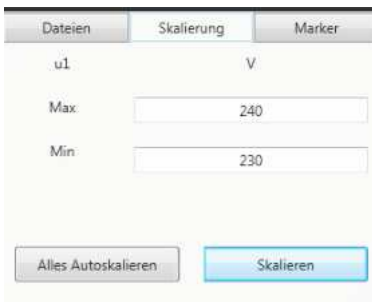 Dateien Skalierung Marker
u1 V
Max 240
Min 230
Alles Autoskalieren Skalieren